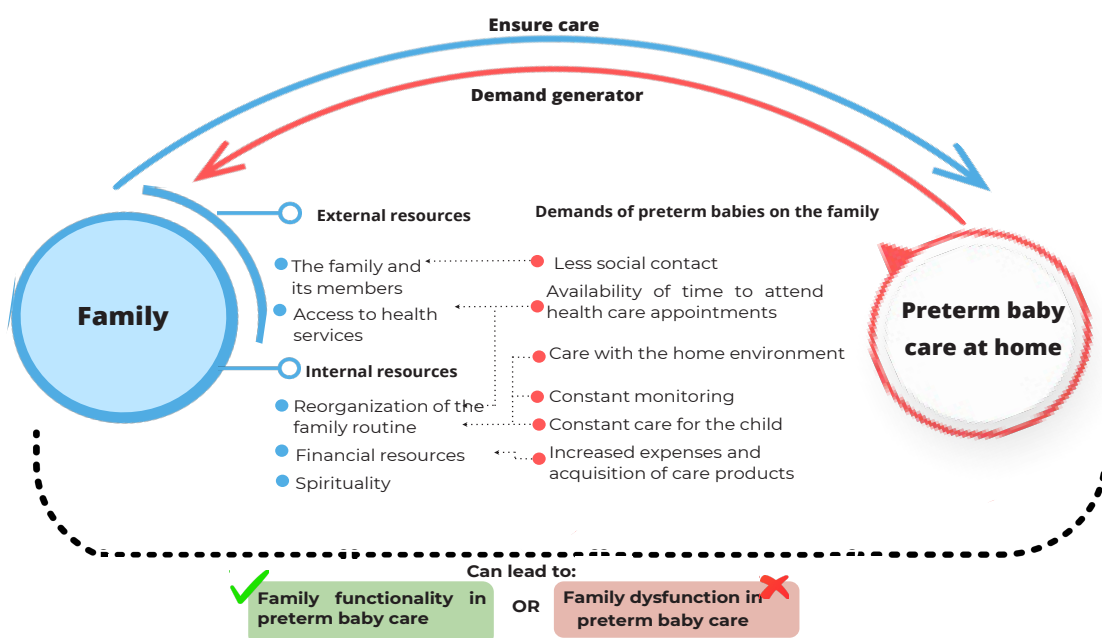 Ensure care
Demand generator
External resources
Demands of preterm babies on the family
The family and
its members
Access to health
services
Less social contact
Availability of time to attend
health care appointments
Family
Preterm baby
care at home
Care with the home environment
Internal resources
Reorganization of the
family routine
Financial resources
Spirituality
Constant monitoring
Constant care for the child
Increased expenses and
acquisition of care products
Can lead to:
Family functionality in
preterm baby care
OR
Family dysfunction in
preterm baby care